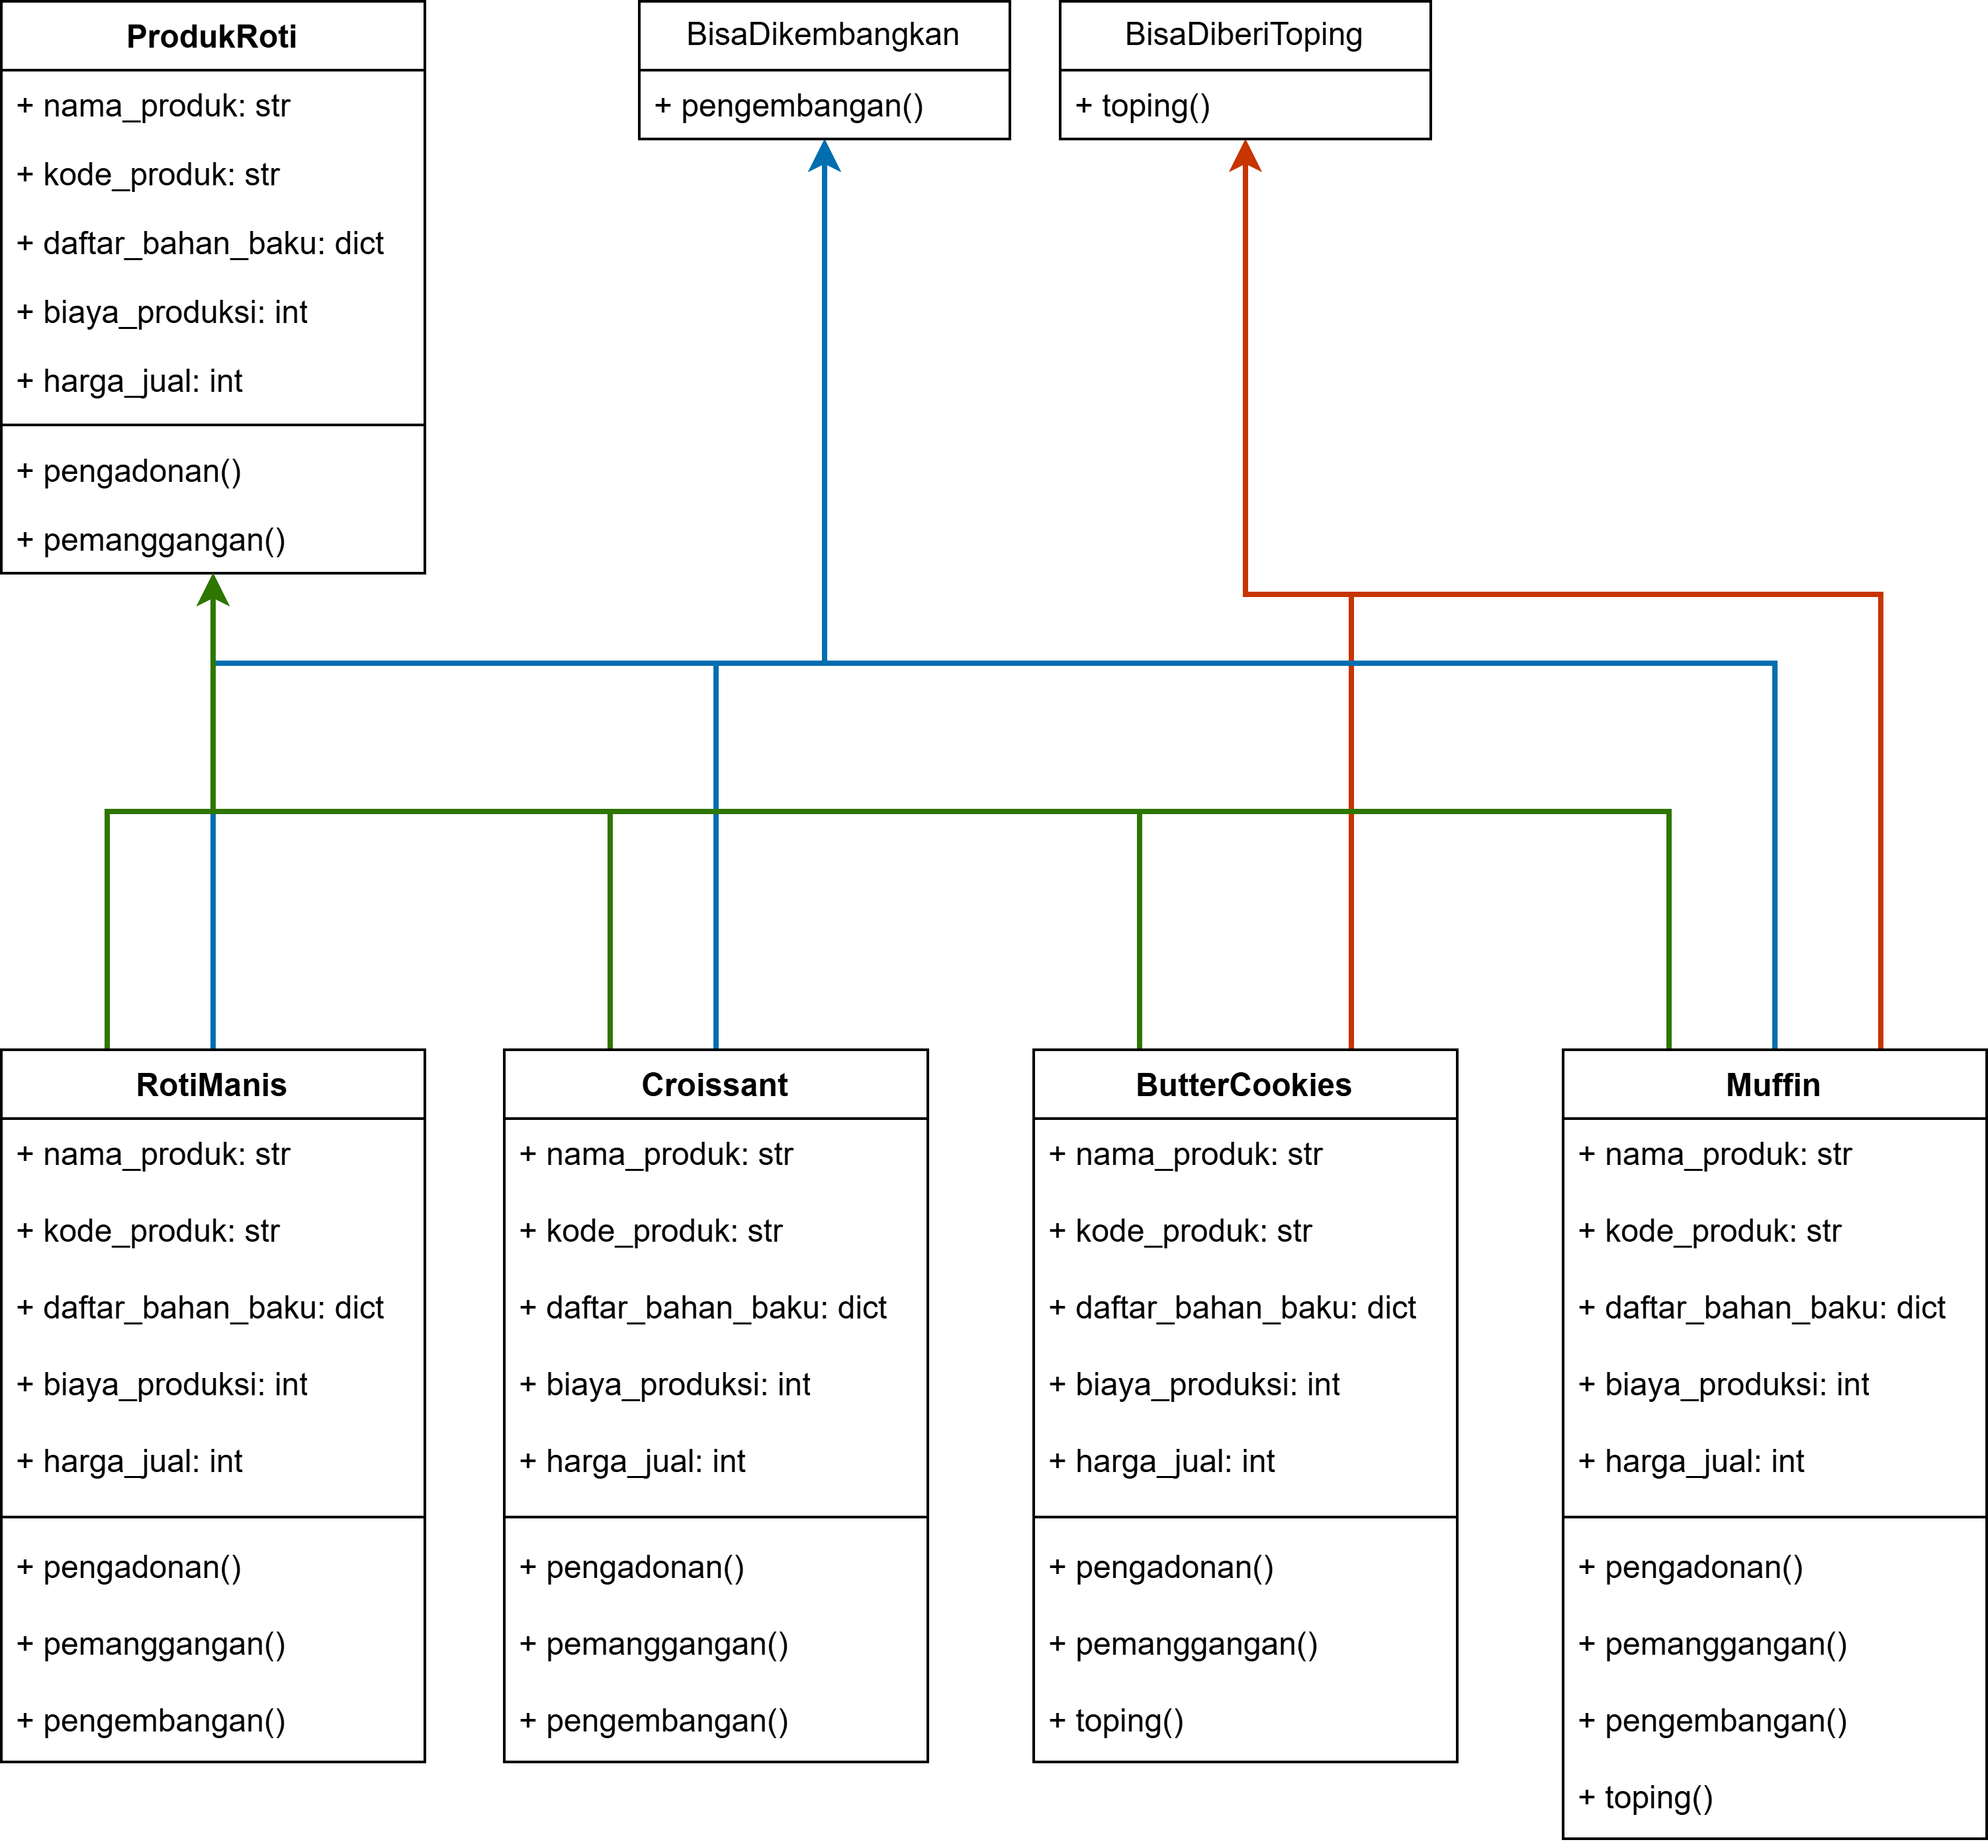 ProdukRoti
+ nama_produk: str
+ kode_produk: str
+ daftar_bahan_baku: dict
+ biaya_produksi: int
+ harga_jual: int
+ pengadonan()
+ pemanggangan()
BisaDikembangkan
+ pengembangan()
BisaDiberiToping
+ toping()
RotiManis
+ nama_produk: str
+ kode_produk: str
+ daftar_bahan_baku: dict
+ biaya_produksi: int
+ harga_jual: int
+ pengadonan()
+ pemanggangan()
+ pengembangan()
Croissant
+ nama_produk: str
+ kode_produk: str
+ daftar_bahan_baku: dict
+ biaya_produksi: int
+ harga_jual: int
+ pengadonan()
+ pemanggangan()
+ pengembangan()
ButterCookies
+ nama_produk: str
+ kode_produk: str
+ daftar_bahan_baku: dict
+ biaya_produksi: int
+ harga_jual: int
+ pengadonan()
+ pemanggangan()
+ toping()
Muffin
+ nama_produk: str
+ kode_produk: str
+ daftar_bahan_baku: dict
+ biaya_produksi: int
+ harga_jual: int
+ pengadonan()
+ pemanggangan()
+ pengembangan()
+ toping()